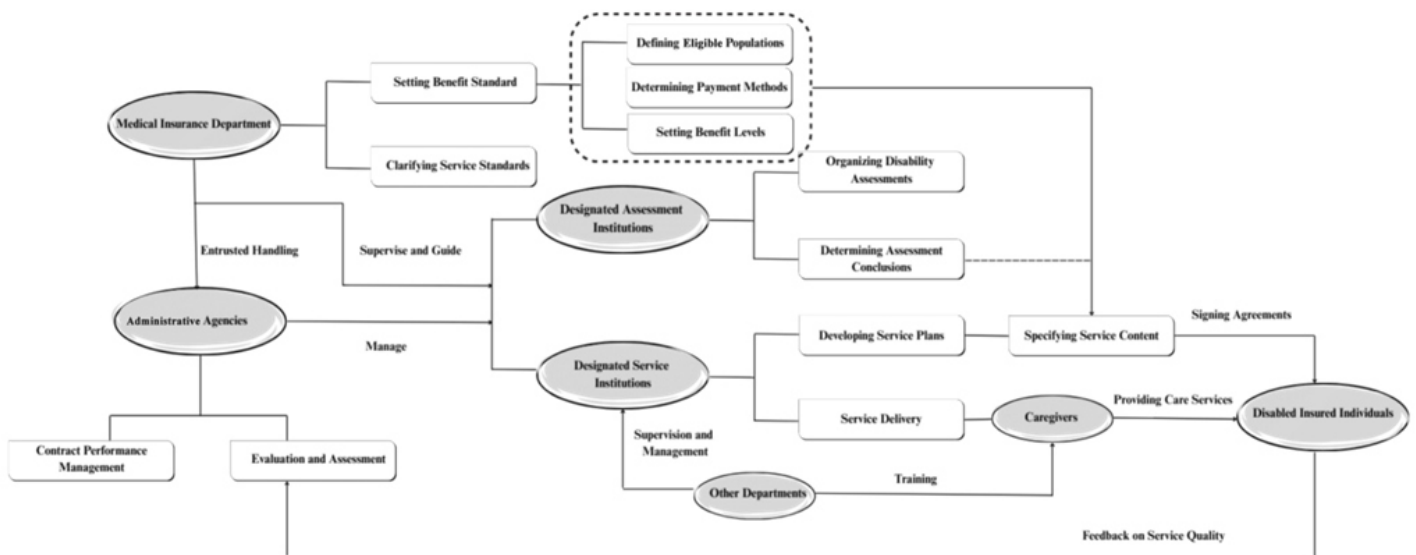 Defining Eligible Populations
Setting Benefit Standard
Determining Payment Methods
Medical Insurance Department
Setting Benefit Levels
Clarifying Service Standards
Organizing Disability
Assessments
Designated Assessment
Institutions
Entrusted Handling
Supervise and Guide
Determining Assessment
Conclusions
Administrative Agencies
Manage
Signing Agreements
Developing Service Plans
Specifying Service Content
Designated Service
Institutions
Providing Care Services
Service Delivery
Caregivers
Disabled Insured Individuals
Supervision and
Management
Contract Performance
Management
Evaluation and Assessment
Training
Other Departments
Feedback on Service Quality